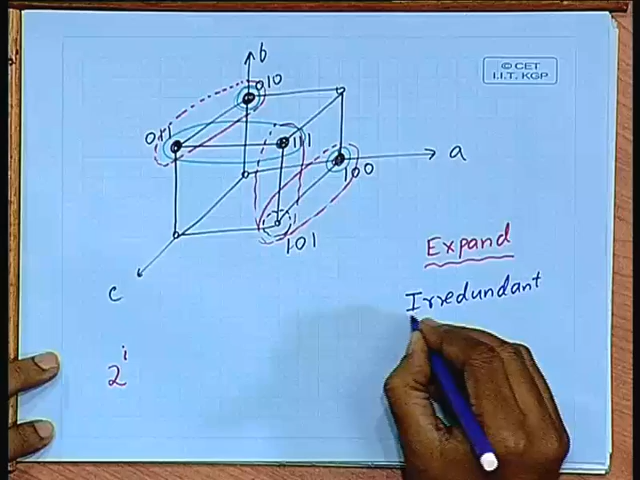 b
© CET
I.I.T. KGP
010
011
111
a
100
101
Expand
c
Irredundant
2^i